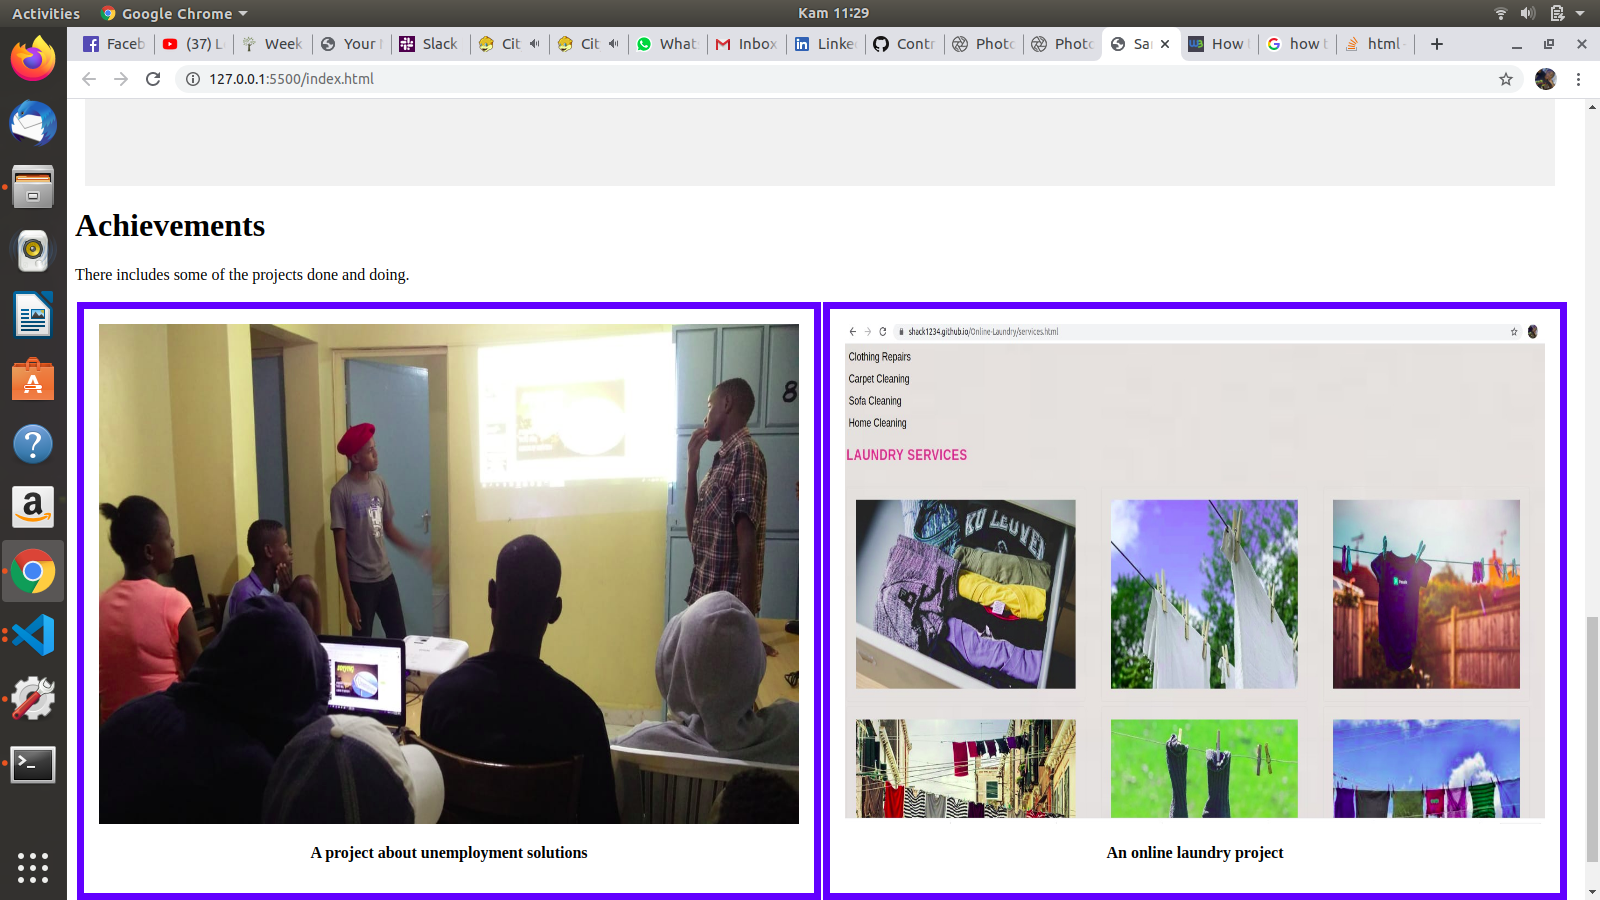 Activities Google Chrome Kam 11:29
Faceb (37) L Week Your Slack Cit Cit What Inbox Linke Contr Photo Photo Sa How how t html
127.0.0.1:5500/index.html
Achievements
There includes some of the projects done and doing.
8
shack1234.github.io/Online-Laundry/services.html
Clothing Repairs
Carpet Cleaning
Sofa Cleaning
Home Cleaning
LAUNDRY SERVICES
KU LEUVEN
A project about unemployment solutions
An online laundry project